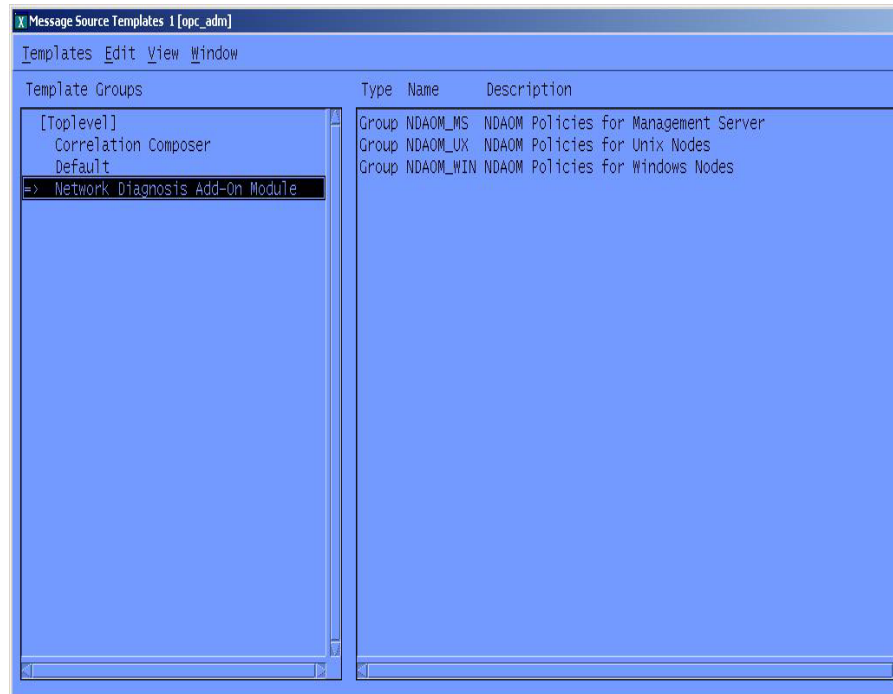 Message Source Templates 1 [opc_adm]
Templates Edit View Window
Template Groups
[Toplevel]
Correlation Composer
Default
=> Network Diagnosis Add-On Module
Type Name Description
Group NDAOM_MS NDAOM Policies for Management Server
Group NDAOM_UX NDAOM Policies for Unix Nodes
Group NDAOM_WIN NDAOM Policies for Windows Nodes